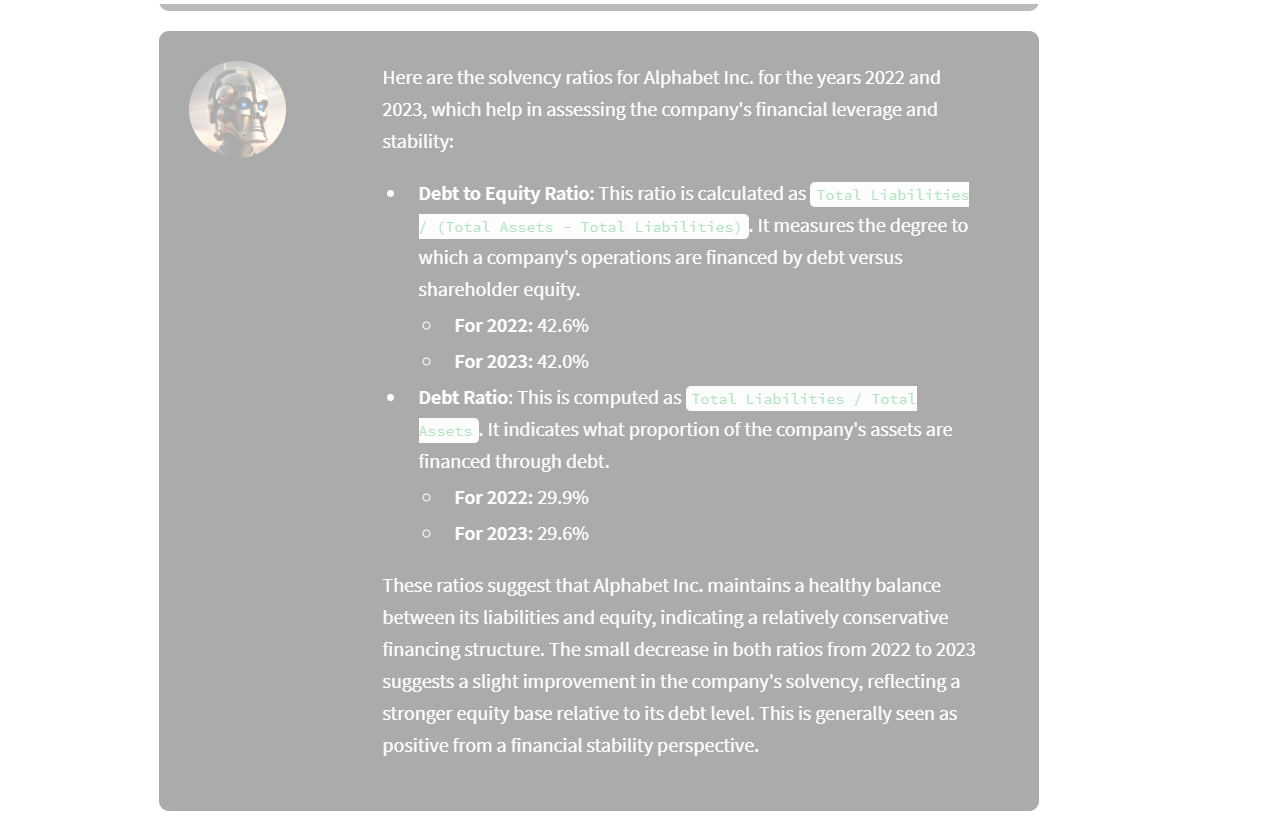 Here are the solvency ratios for Alphabet Inc. for the years 2022 and
2023, which help in assessing the company's financial leverage and
stability:
Debt to Equity Ratio: This ratio is calculated as Total Liabilities
/ (Total Assets - Total Liabilities). It measures the degree to
which a company's operations are financed by debt versus
shareholder equity.
For 2022: 42.6%
For 2023: 42.0%
Debt Ratio: This is computed as Total Liabilities / Total
Assets. It indicates what proportion of the company's assets are
financed through debt.
For 2022: 29.9%
For 2023: 29.6%
These ratios suggest that Alphabet Inc. maintains a healthy balance
between its liabilities and equity, indicating a relatively conservative
financing structure. The small decrease in both ratios from 2022 to 2023
suggests a slight improvement in the company's solvency, reflecting a
stronger equity base relative to its debt level. This is generally seen as
positive from a financial stability perspective.